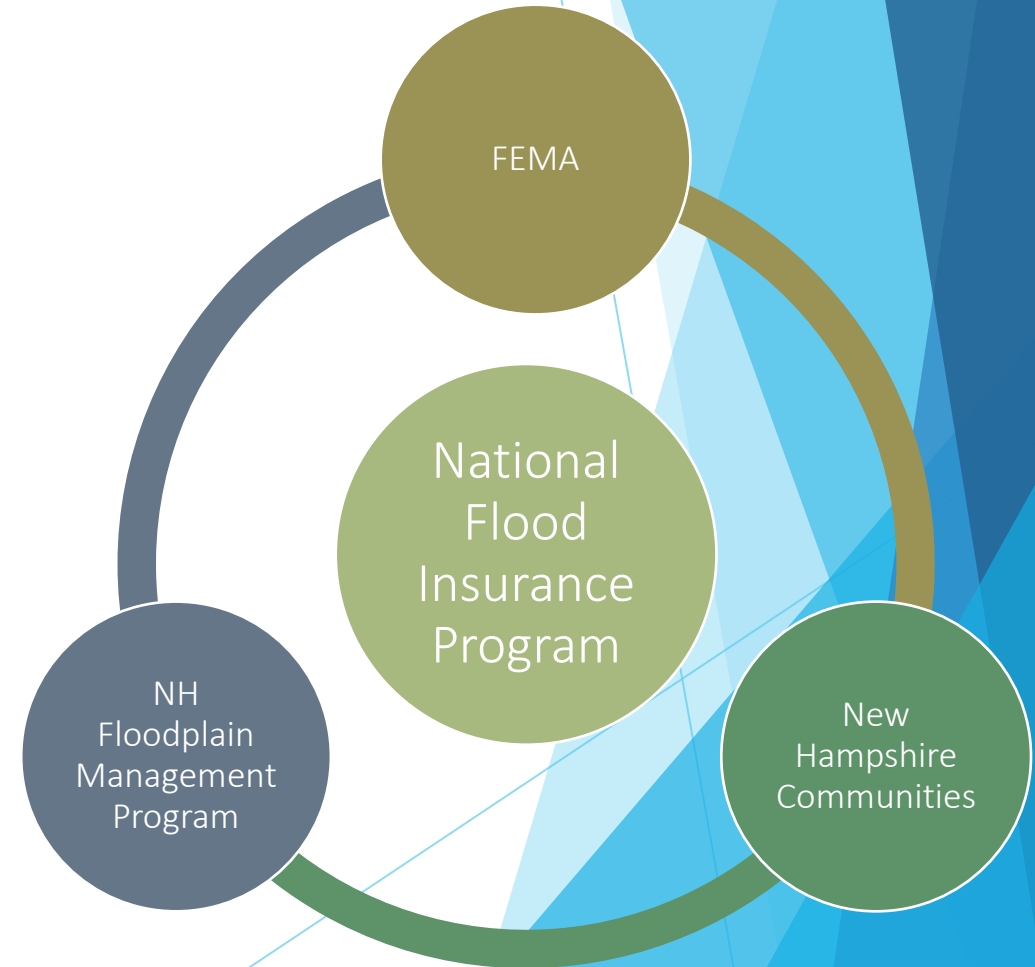 FEMA
National
Flood
Insurance
Program
NH
Floodplain
Management
Program
New
Hampshire
Communities